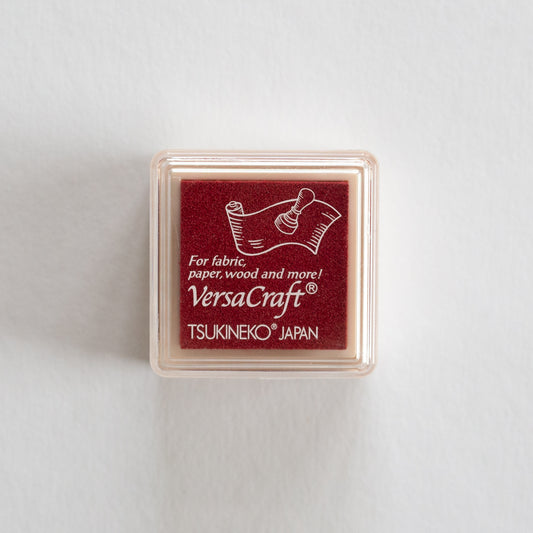 For fabric,
paper, wood and more!
VersaCraft®
TSUKINEKO® JAPAN